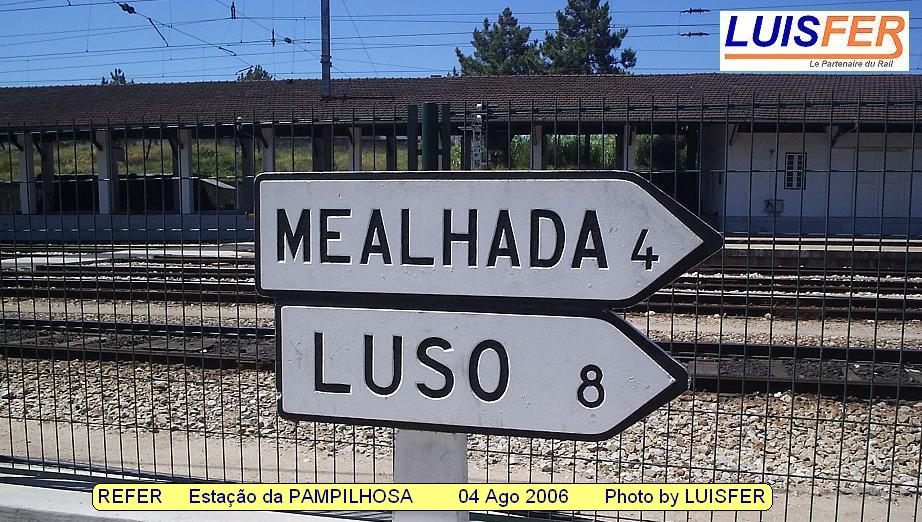 LUISFER
Le Partenaire du Rail
MEALHADA 4
LUSO 8
REFER Estação da PAMPILHOSA 04 Ago 2006 Photo by LUISFER